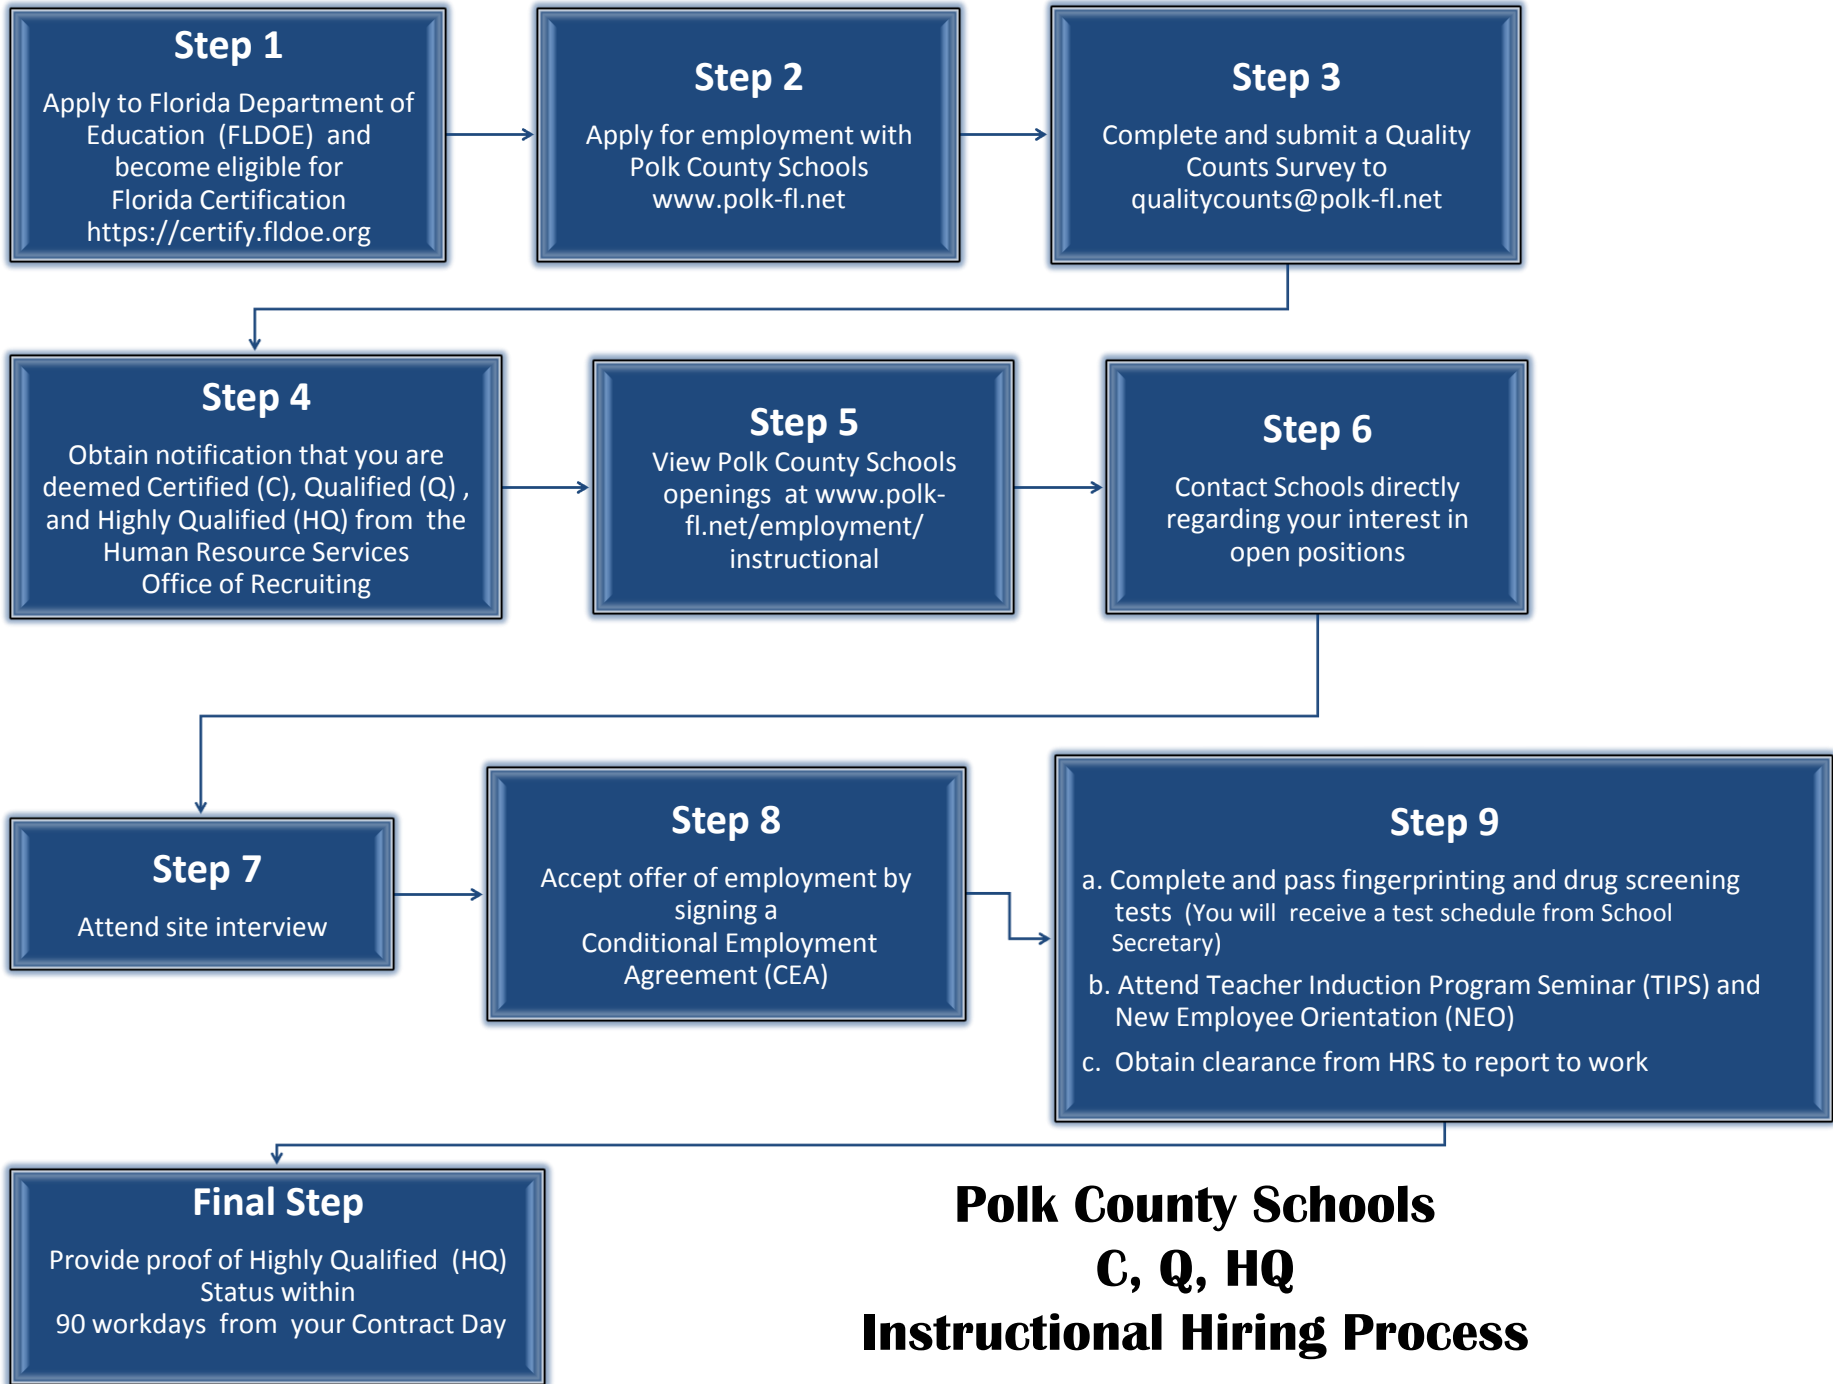 Step 1
Apply to Florida Department of
Education (FLDOE) and
become eligible for
Florida Certification
https://certify.fldoe.org
Step 2
Apply for employment with
Polk County Schools
www.polk-fl.net
Step 3
Complete and submit a Quality
Counts Survey to
qualitycounts@polk-fl.net
Step 4
Obtain notification that you are
deemed Certified (C), Qualified (Q) ,
and Highly Qualified (HQ) from the
Human Resource Services
Office of Recruiting
Step 5
View Polk County Schools
openings at www.polk-
fl.net/employment/
instructional
Step 6
Contact Schools directly
regarding your interest in
open positions
Step 7
Attend site interview
Step 8
Accept offer of employment by
signing a
Conditional Employment
Agreement (CEA)
Step 9
a. Complete and pass fingerprinting and drug screening
tests (You will receive a test schedule from School
Secretary)
b. Attend Teacher Induction Program Seminar (TIPS) and
New Employee Orientation (NEO)
c. Obtain clearance from HRS to report to work
Final Step
Provide proof of Highly Qualified (HQ)
Status within
90 workdays from your Contract Day
Polk County Schools
C, Q, HQ
Instructional Hiring Process